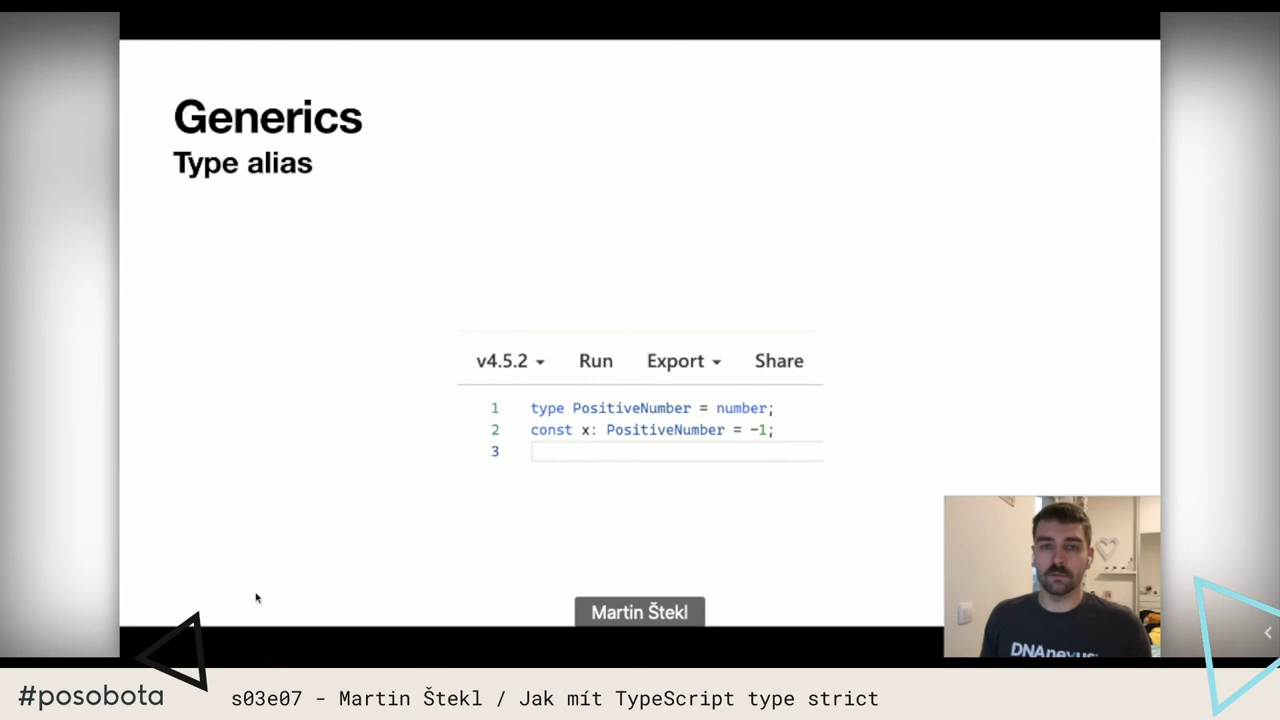 Generics
Type alias
v4.5.2 Run Export Share
1 type PositiveNumber = number;
2 const x: PositiveNumber = -1;
3
Martin Štekl
DNAnexus
#posobota
s03e07 - Martin Štekl / Jak mít TypeScript type strict